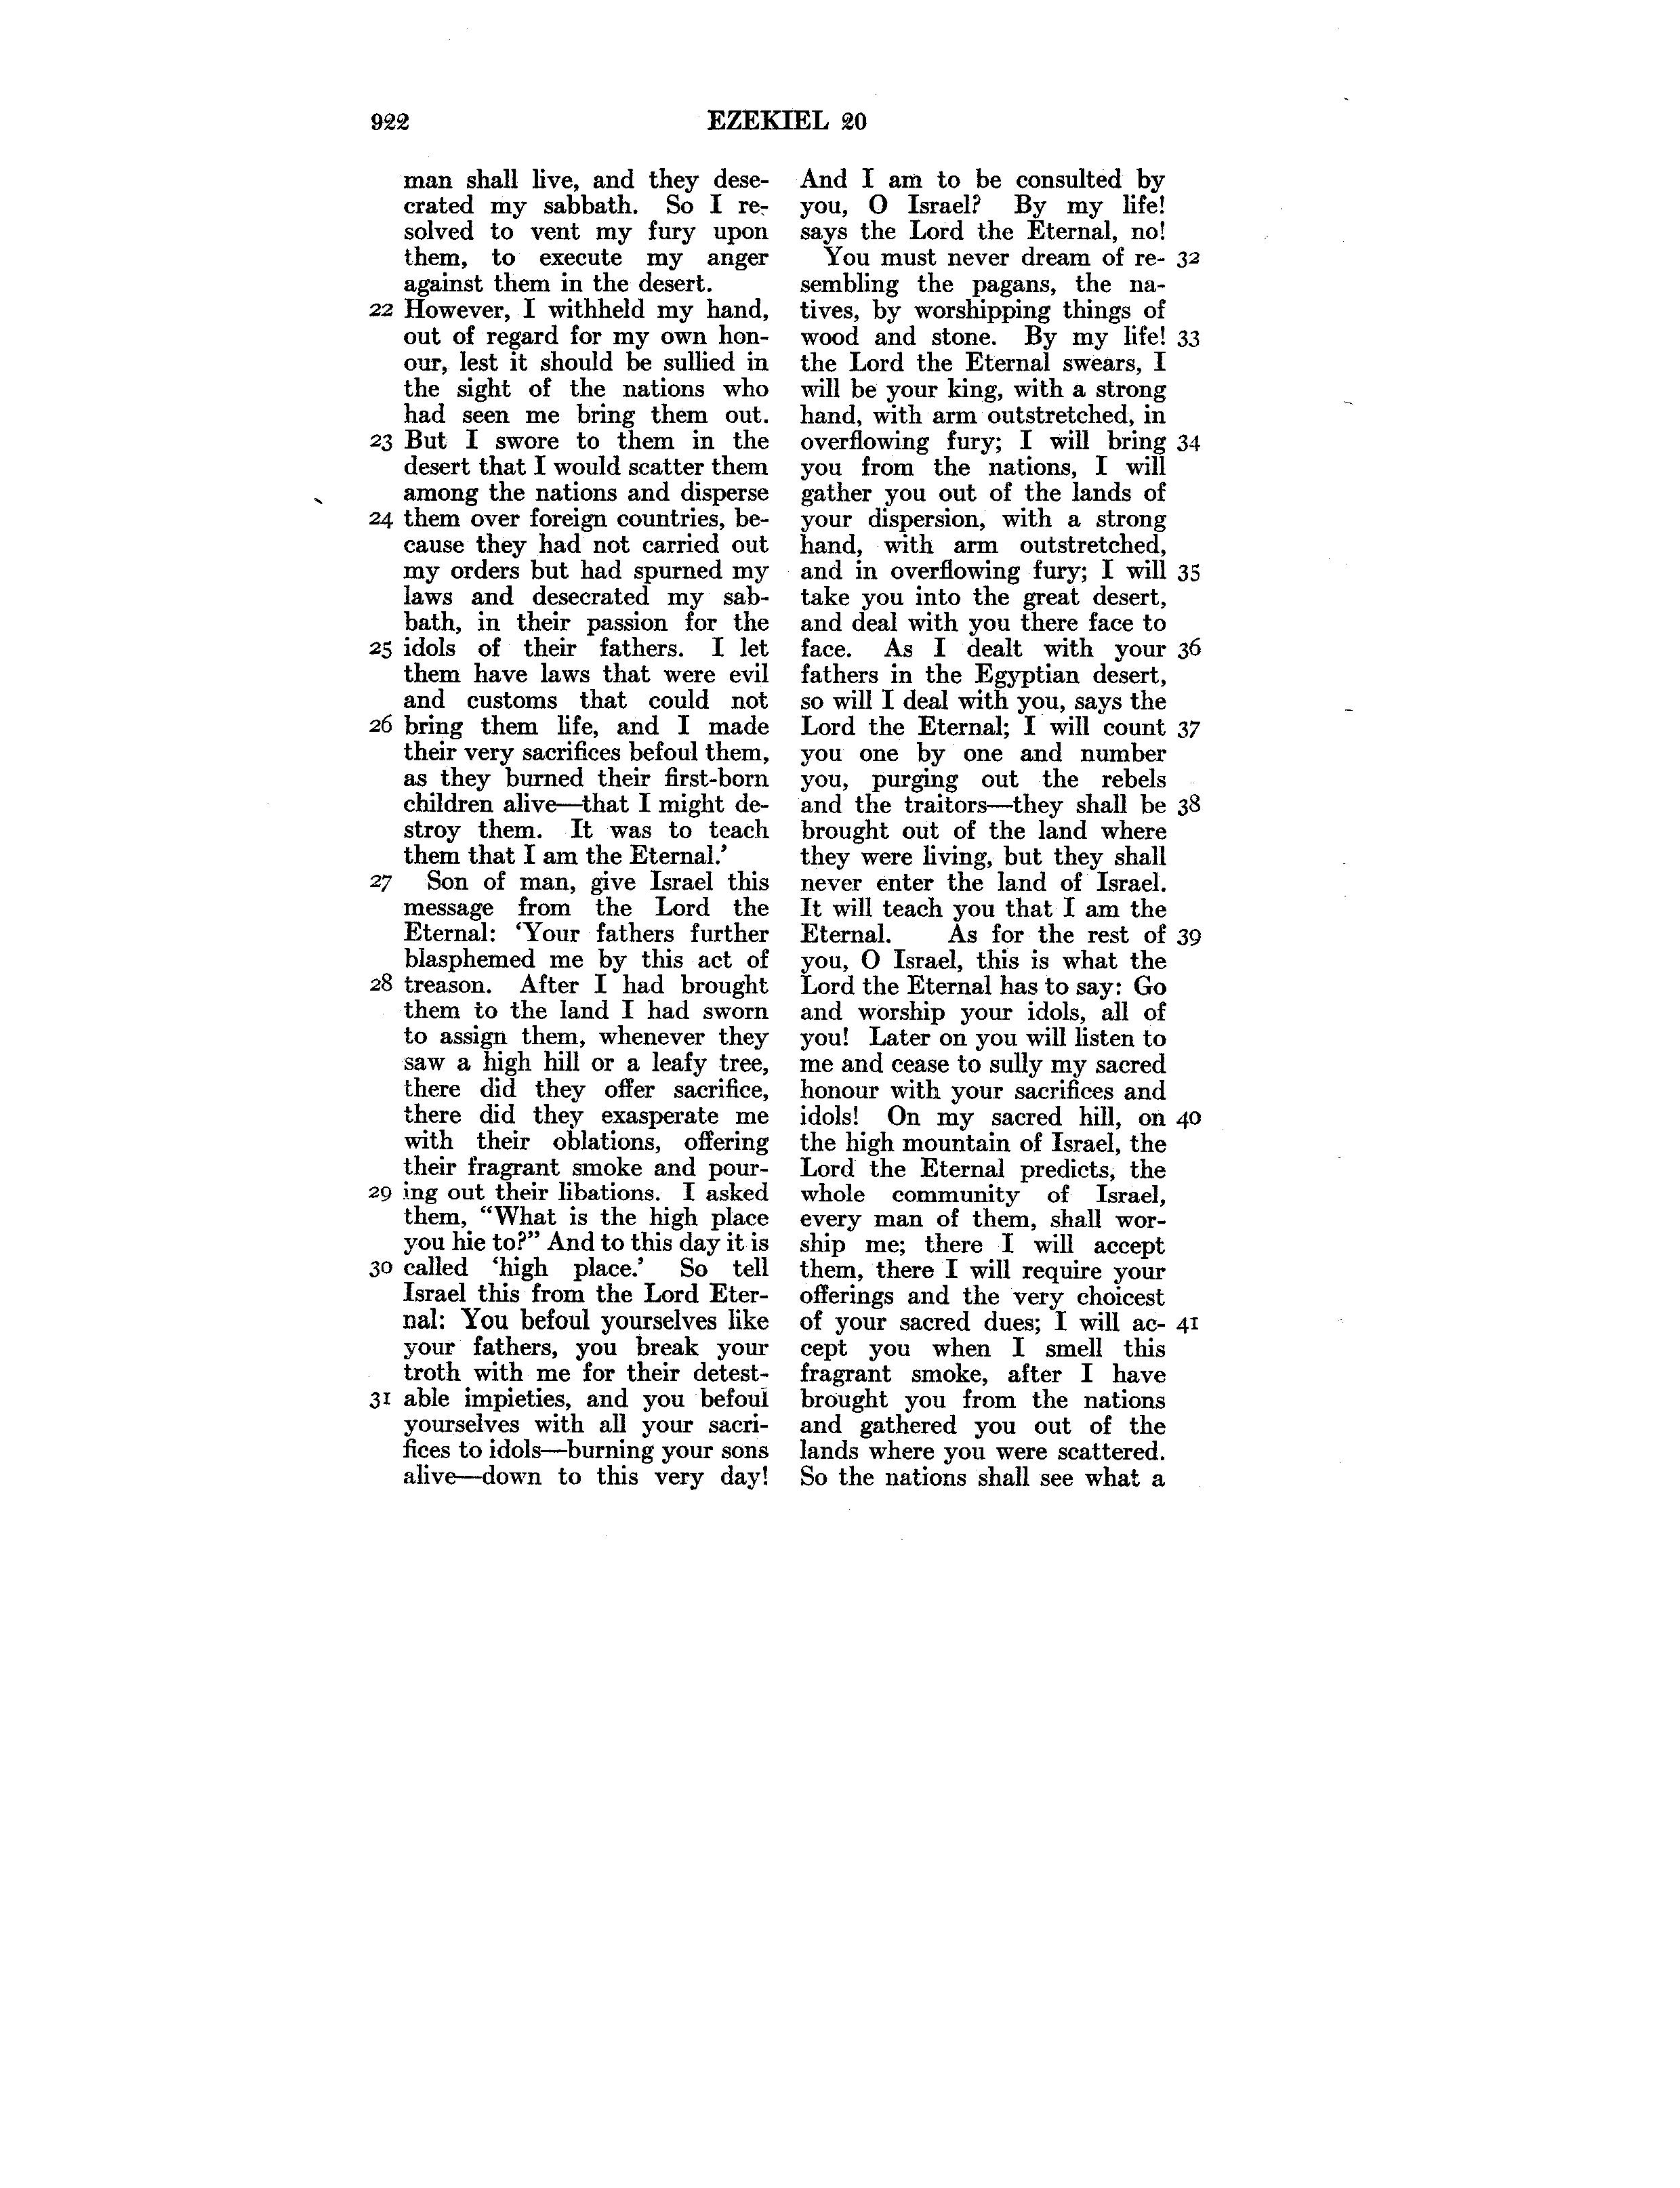 922
EZEKIEL 20
man shall live, and they dese-
crated my sabbath. So I re-
solved to vent my fury upon
them, to execute my anger
against them in the desert.
22 However, I withheld my hand,
out of regard for my own hon-
our, lest it should be sullied in
the sight of the nations who
had seen me bring them out.
23 But I swore to them in the
desert that I would scatter them
among the nations and disperse
24 them over foreign countries, be-
cause they had not carried out
my orders but had spurned my
laws and desecrated my sab-
bath, in their passion for the
25 idols of their fathers. I let
them have laws that were evil
and customs that could not
26 bring them life, and I made
their very sacrifices befoul them,
as they burned their first-born
children alive—that I might de-
stroy them. It was to teach
them that I am the Eternal.’
27 Son of man, give Israel this
message from the Lord the
Eternal: ‘Your fathers further
blasphemed me by this act of
28 treason. After I had brought
them to the land I had sworn
to assign them, whenever they
saw a high hill or a leafy tree,
there did they offer sacrifice,
there did they exasperate me
with their oblations, offering
their fragrant smoke and pour-
29 ing out their libations. I asked
them, “What is the high place
you hie to?” And to this day it is
30 called ‘high place.’ So tell
Israel this from the Lord Eter-
nal: You befoul yourselves like
your fathers, you break your
troth with me for their detest-
31 able impieties, and you befoul
yourselves with all your sacri-
fices to idols—burning your sons
alive—down to this very day!
And I am to be consulted by
you, O Israel? By my life!
says the Lord the Eternal, no!
You must never dream of re- 32
sembling the pagans, the na-
tives, by worshipping things of
wood and stone. By my life! 33
the Lord the Eternal swears, I
will be your king, with a strong
hand, with arm outstretched, in
overflowing fury; I will bring 34
you from the nations, I will
gather you out of the lands of
your dispersion, with a strong
hand, with arm outstretched,
and in overflowing fury; I will 35
take you into the great desert,
and deal with you there face to
face. As I dealt with your 36
fathers in the Egyptian desert,
so will I deal with you, says the
Lord the Eternal; I will count 37
you one by one and number
you, purging out the rebels
and the traitors—they shall be 38
brought out of the land where
they were living, but they shall
never enter the land of Israel.
It will teach you that I am the
Eternal. As for the rest of 39
you, O Israel, this is what the
Lord the Eternal has to say: Go
and worship your idols, all of
you! Later on you will listen to
me and cease to sully my sacred
honour with your sacrifices and
idols! On my sacred hill, on 40
the high mountain of Israel, the
Lord the Eternal predicts, the
whole community of Israel,
every man of them, shall wor-
ship me; there I will accept
them, there I will require your
offerings and the very choicest
of your sacred dues; I will ac- 41
cept you when I smell this
fragrant smoke, after I have
brought you from the nations
and gathered you out of the
lands where you were scattered.
So the nations shall see what a